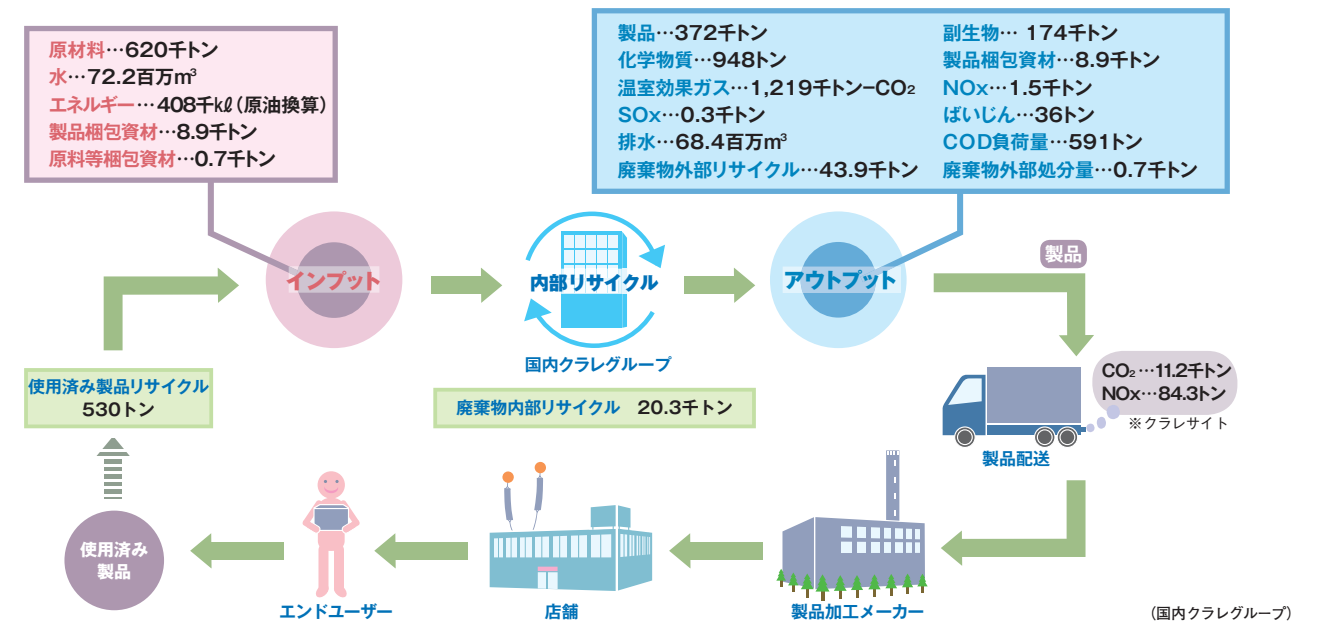 原材料…620千トン
水…72.2百万m³
エネルギー…408千kℓ(原油換算)
製品梱包資材…8.9千トン
原料等梱包資材…0.7千トン
製品…372千トン
化学物質…948トン
温室効果ガス…1,219千トン−CO₂
SOx…0.3千トン
排水…68.4百万m³
廃棄物外部リサイクル…43.9千トン
副生物… 174千トン
製品梱包資材…8.9千トン
NOx…1.5千トン
ばいじん…36トン
COD負荷量…591トン
廃棄物外部処分量…0.7千トン
インプット
内部リサイクル
国内クラレグループ
アウトプット
製品
使用済み製品リサイクル
530トン
廃棄物内部リサイクル 20.3千トン
CO₂…11.2千トン
NOx…84.3トン
※クラレサイト
製品配送
製品加工メーカー
店舗
エンドユーザー
使用済み
製品
(国内クラレグループ)